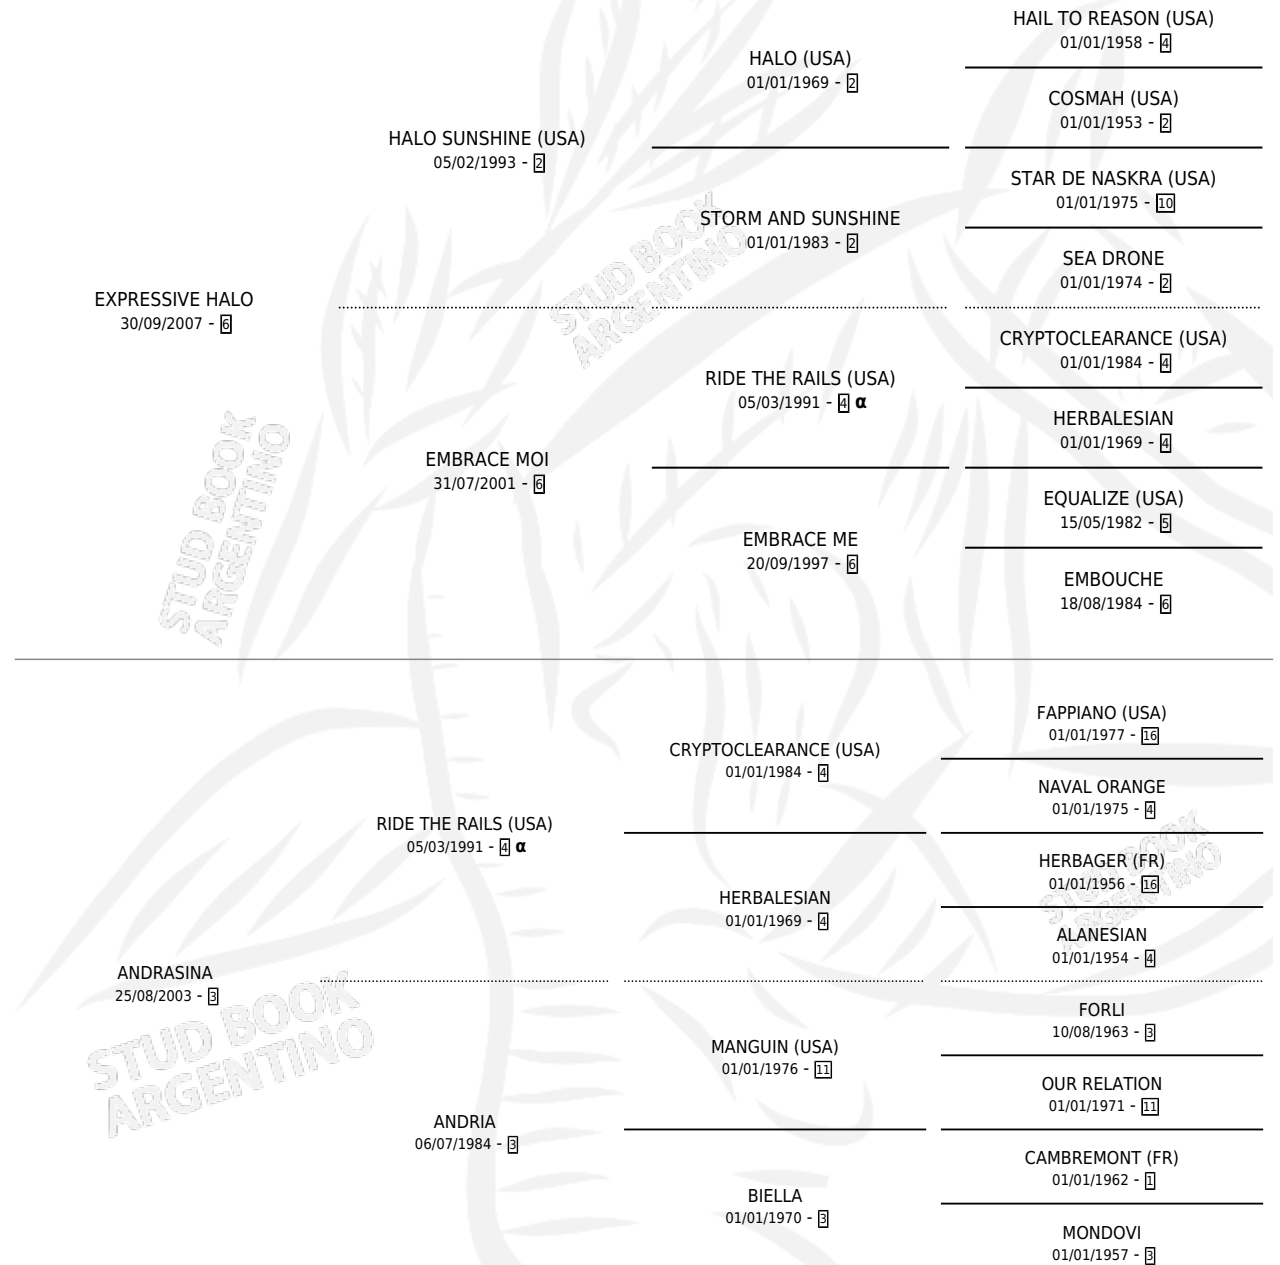 HAIL TO REASON (USA)
01/01/1958 - 4
HALO (USA)
01/01/1969 - 2
COSMAH (USA)
01/01/1953 - 2
HALO SUNSHINE (USA)
05/02/1993 - 2
STAR DE NASKRA (USA)
01/01/1975 - 10
STORM AND SUNSHINE
01/01/1983 - 2
SEA DRONE
01/01/1974 - 2
EXPRESSIVE HALO
30/09/2007 - 6
CRYPTOCLEARANCE (USA)
01/01/1984 - 4
RIDE THE RAILS (USA)
05/03/1991 - 4 α
HERBALESIAN
01/01/1969 - 4
EMBRACE MOI
31/07/2001 - 6
EQUALIZE (USA)
15/05/1982 - 5
EMBRACE ME
20/09/1997 - 6
EMBOUCHE
18/08/1984 - 6
STUD BOOK
ARGENTINO
STUD BOOK
ARGENTINO
FAPPIANO (USA)
01/01/1977 - 16
CRYPTOCLEARANCE (USA)
01/01/1984 - 4
NAVAL ORANGE
01/01/1975 - 4
RIDE THE RAILS (USA)
05/03/1991 - 4 α
HERBAGER (FR)
01/01/1956 - 16
HERBALESIAN
01/01/1969 - 4
ALANESIAN
01/01/1954 - 4
ANDRASINA
25/08/2003 - 3
FORLI
10/08/1963 - 3
MANGUIN (USA)
01/01/1976 - 11
OUR RELATION
01/01/1971 - 11
ANDRIA
06/07/1984 - 3
CAMBREMONT (FR)
01/01/1962 - 1
BIELLA
01/01/1970 - 3
MONDOVI
01/01/1957 - 3
STUD BOOK
ARGENTINO
STUD BOOK
ARGENTINO